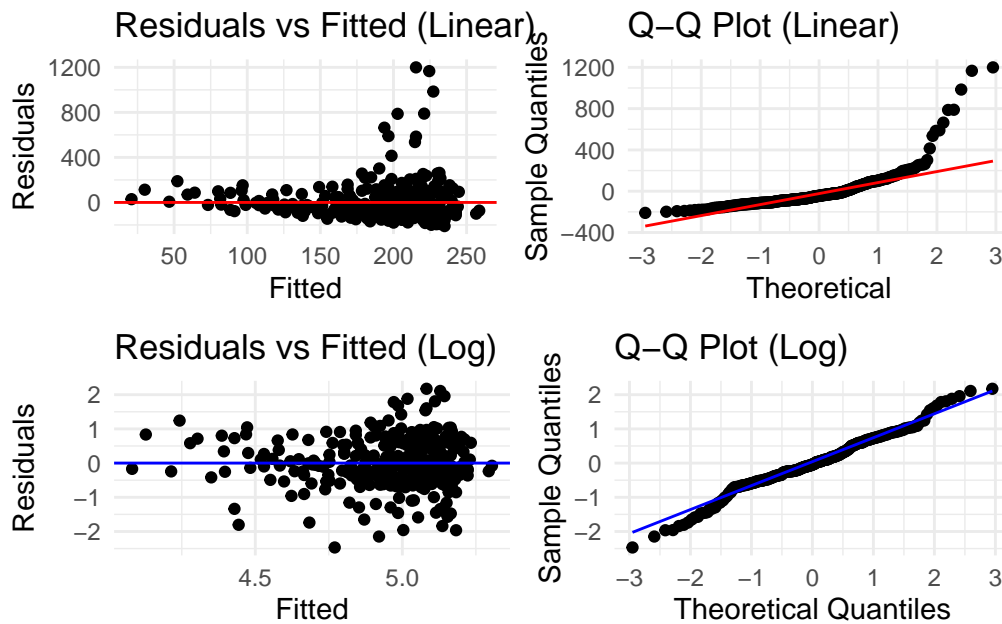 Residuals vs Fitted (Linear)
1200
800
400
0
Residuals
50 100 150 200 250
Fitted
Q−Q Plot (Linear)
1200
800
400
0
−400
Sample Quantiles
−3 −2 −1 0 1 2 3
Theoretical
Residuals vs Fitted (Log)
2
1
0
−1
−2
Residuals
4.5 5.0
Fitted
Q−Q Plot (Log)
2
1
0
−1
−2
Sample Quantiles
−3 −2 −1 0 1 2 3
Theoretical Quantiles